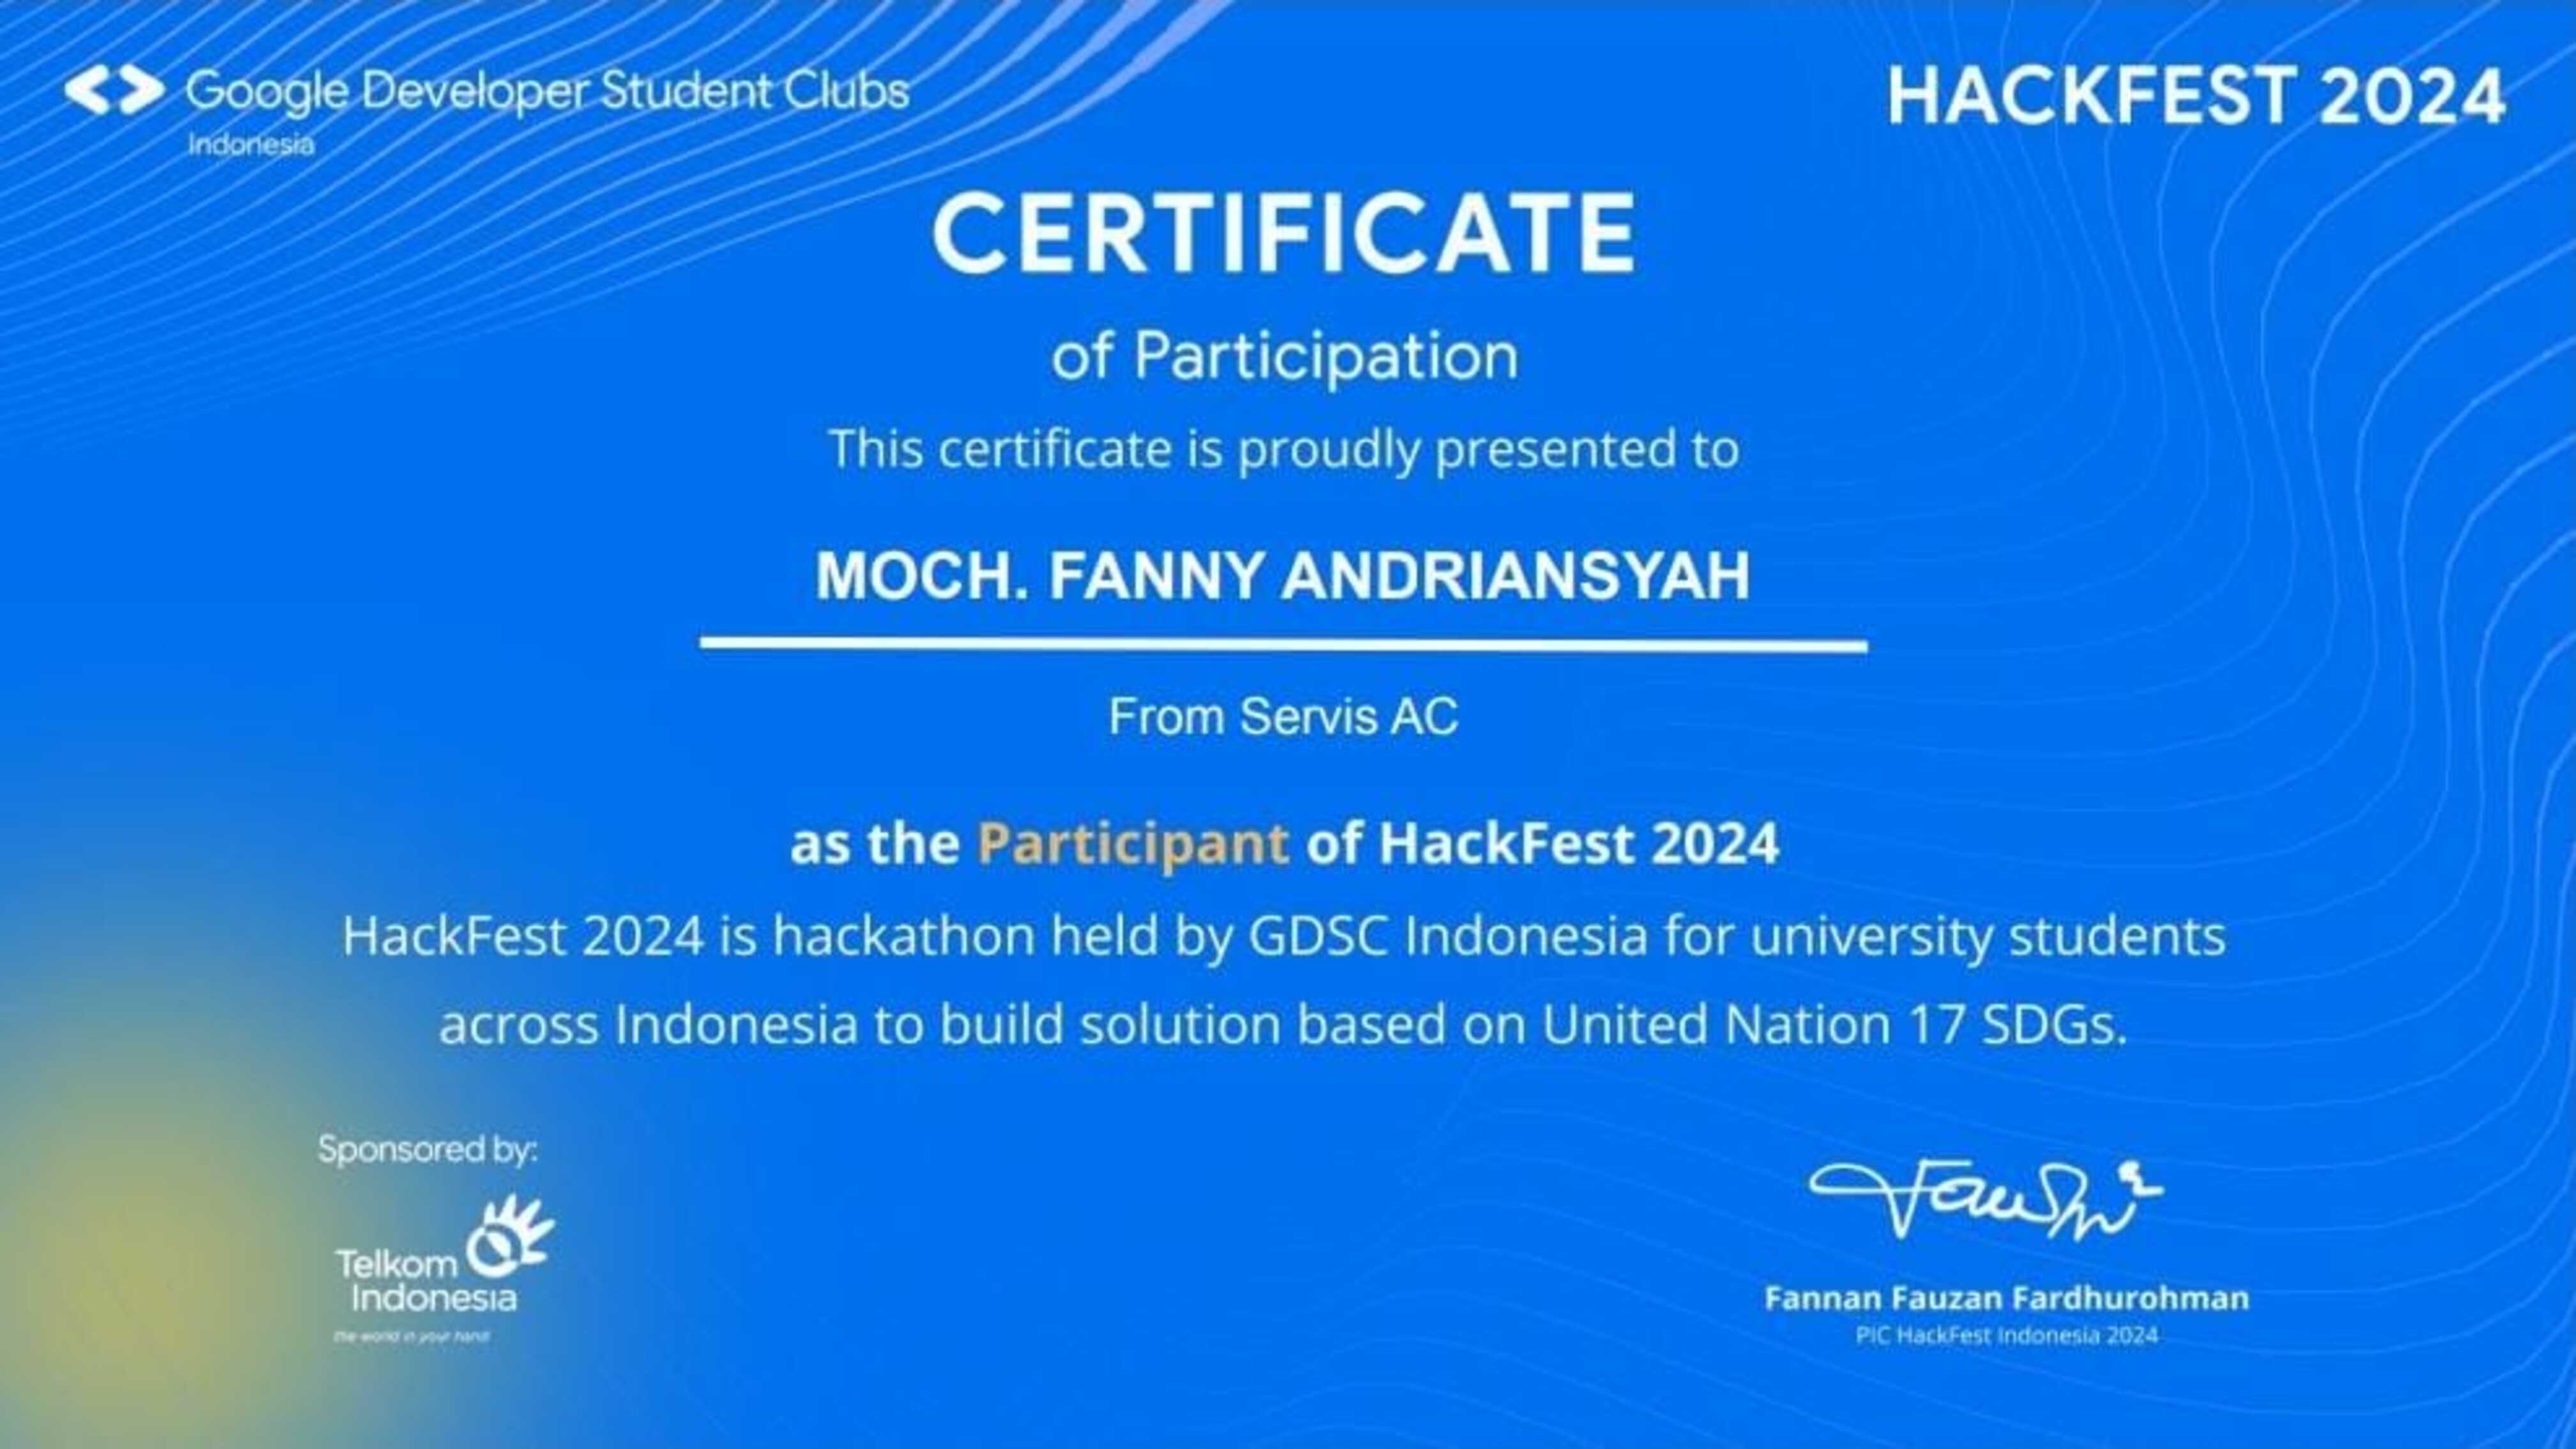 Google Developer Student Clubs
Indonesia
HACKFEST 2024
CERTIFICATE
of Participation
This certificate is proudly presented to
MOCH. FANNY ANDRIANSYAH
From Servis AC
as the Participant of HackFest 2024
HackFest 2024 is hackathon held by GDSC Indonesia for university students
across Indonesia to build solution based on United Nation 17 SDGs.
Sponsored by:
Telkom
Indonesia
the world in your hand
Fannan Fauzan Fardhurohman
PIC HackFest Indonesia 2024